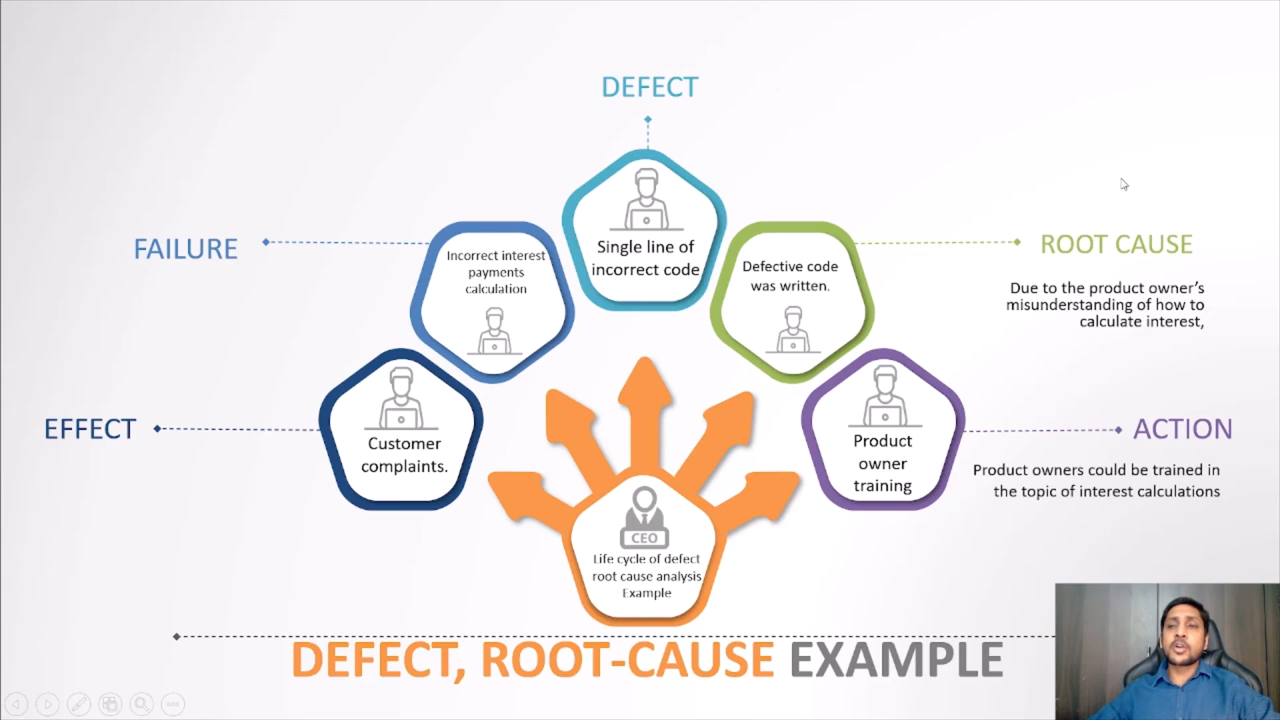 DEFECT
FAILURE
Incorrect interest
payments
calculation
Single line of
incorrect code
Defective code
was written.
ROOT CAUSE
Due to the product owner's
misunderstanding of how to
calculate interest,
EFFECT
Customer
complaints.
Product
owner
training
ACTION
Product owners could be trained in
the topic of interest calculations
CEO
Life cycle of defect
root cause analysis
Example
DEFECT, ROOT-CAUSE EXAMPLE